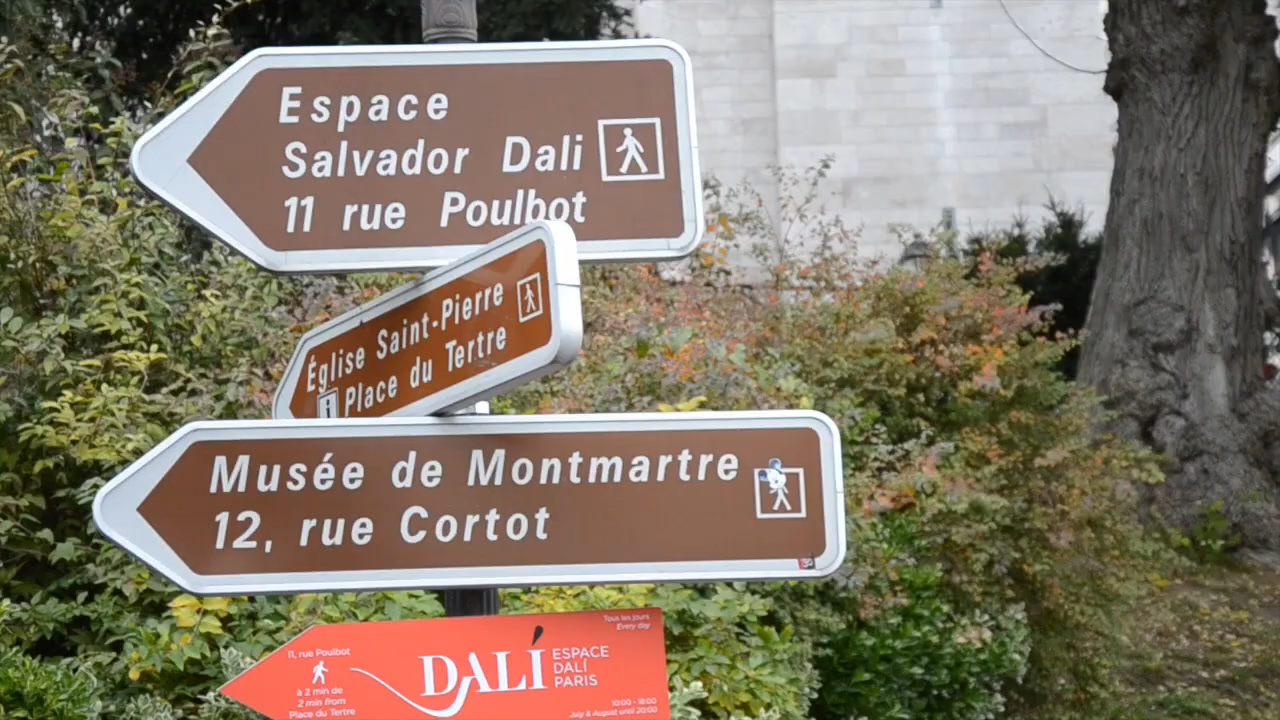 Espace
Salvador Dali
11 rue Poulbot
Église Saint-Pierre
i Place du Tertre
Musée de Montmartre
12, rue Cortot
Tous les jours
Every day
11, rue Poulbot
à 2 min de
2 min from
Place du Tertre
DALÍ
ESPACE
DALÍ
PARIS
10:00 - 18:00
July & August until 20:00